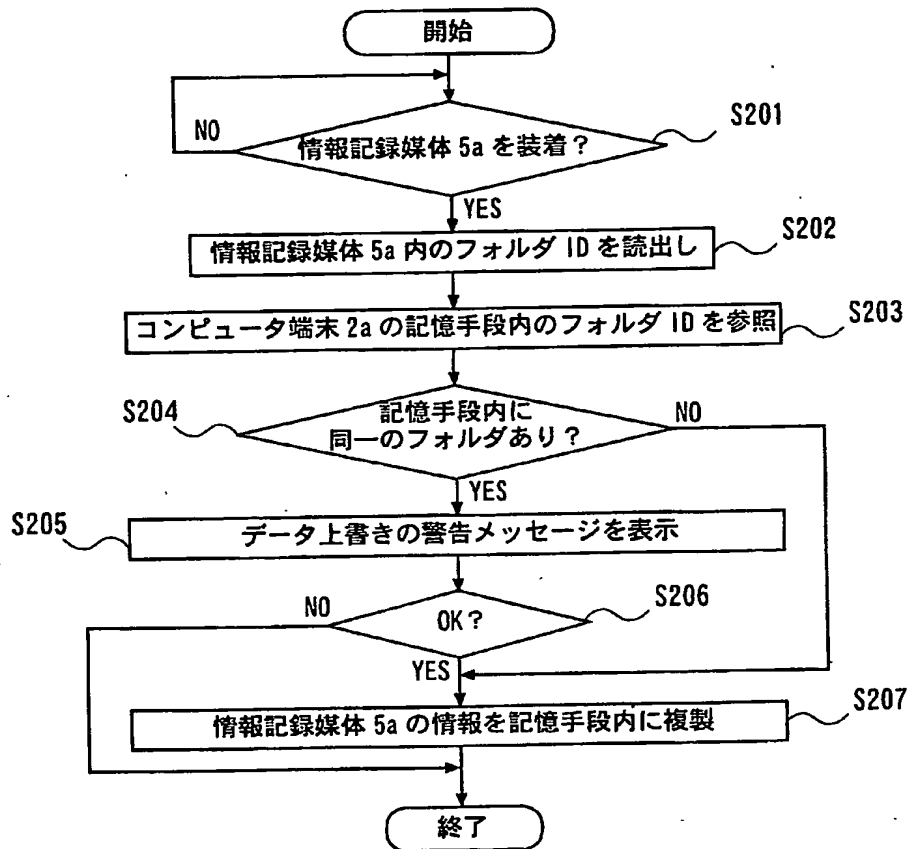 開始
NO
S201
情報記録媒体 5a を装着？
YES
S202
情報記録媒体 5a 内のフォルダ ID を読出し
S203
コンピュータ端末 2a の記憶手段内のフォルダ ID を参照
S204
記憶手段内に
同一のフォルダあり？
NO
YES
S205
データ上書きの警告メッセージを表示
S206
NO
OK？
YES
S207
情報記録媒体 5a の情報を記憶手段内に複製
終了